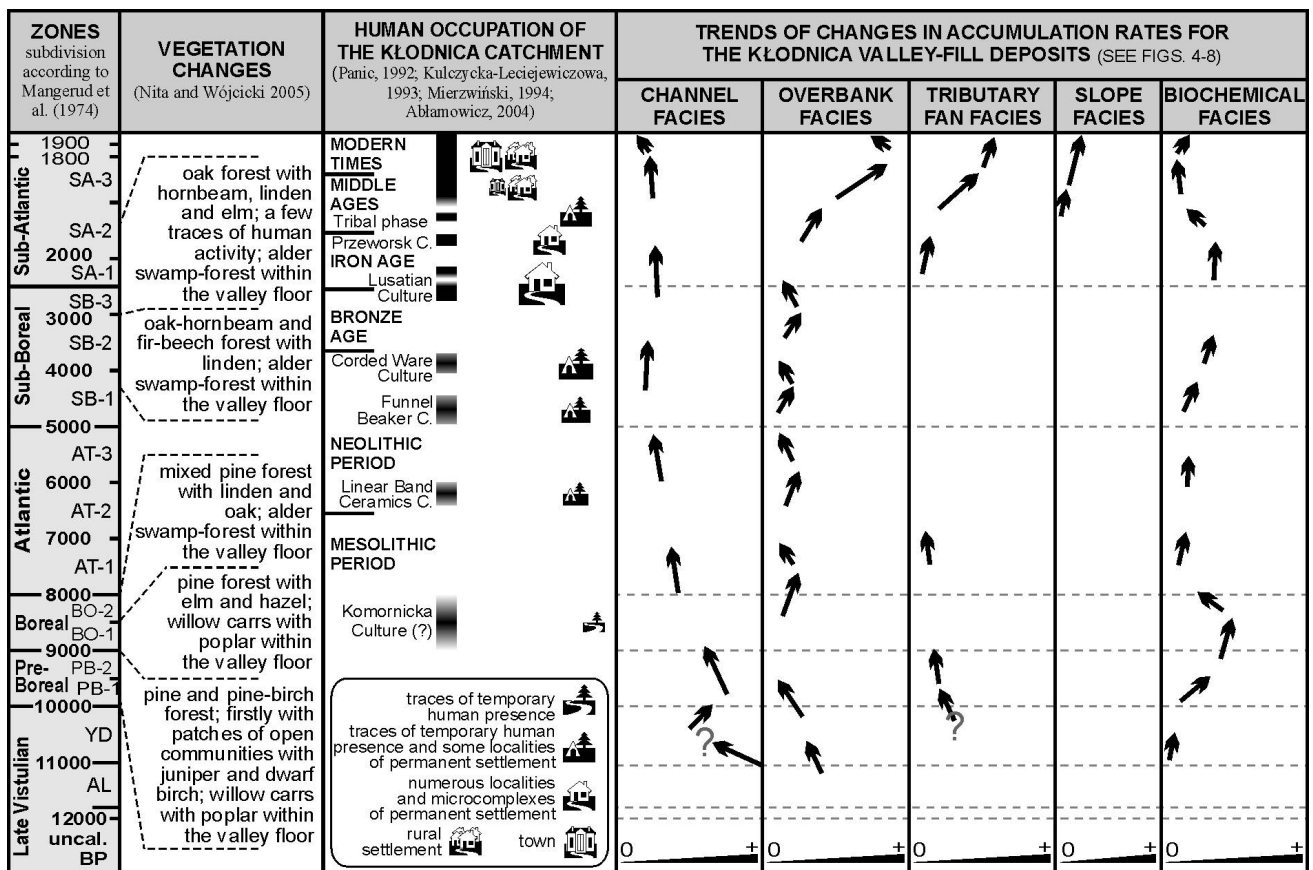 ZONES
subdivision
according to
Mangerud et
al. (1974)
VEGETATION
CHANGES
(Nita and Wójcicki 2005)
HUMAN OCCUPATION OF
THE KŁODNICA CATCHMENT
(Panic, 1992; Kulczycka-Leciejewiczowa,
1993; Mierzwiński, 1994;
Abłamowicz, 2004)
TRENDS OF CHANGES IN ACCUMULATION RATES FOR
THE KŁODNICA VALLEY-FILL DEPOSITS (SEE FIGS. 4-8)
CHANNEL
FACIES
OVERBANK
FACIES
TRIBUTARY
FAN FACIES
SLOPE
FACIES
BIOCHEMICAL
FACIES
Sub-Atlantic
1900
1800
SA-3
SA-2
2000
SA-1
Sub-Boreal
SB-3
3000
SB-2
4000
SB-1
5000
Atlantic
AT-3
6000
AT-2
7000
AT-1
8000
Boreal
BO-2
BO-1
9000
Pre-
Boreal
PB-2
PB-1
10000
Late Vistulian
YD
11000
AL
12000
uncal.
BP
oak forest with
hornbeam, linden
and elm; a few
traces of human
activity; alder
swamp-forest within
the valley floor
oak-hornbeam and
fir-beech forest with
linden; alder
swamp-forest within
the valley floor
mixed pine forest
with linden and
oak; alder
swamp-forest within
the valley floor
pine forest with
elm and hazel;
willow carrs with
poplar within
the valley floor
pine and pine-birch
forest; firstly with
patches of open
communities with
juniper and dwarf
birch; willow carrs
with poplar within
the valley floor
MODERN
TIMES
MIDDLE
AGES
Tribal phase
Przeworsk C.
IRON AGE
Lusatian
Culture
BRONZE
AGE
Corded Ware
Culture
Funnel
Beaker C.
NEOLITHIC
PERIOD
Linear Band
Ceramics C.
MESOLITHIC
PERIOD
Komornicka
Culture (?)
traces of temporary
human presence
traces of temporary human
presence and some localities
of permanent settlement
numerous localities
and microcomplexes
of permanent settlement
rural
settlement
town
?
?
0 +
0 +
0 +
0 +
0 +